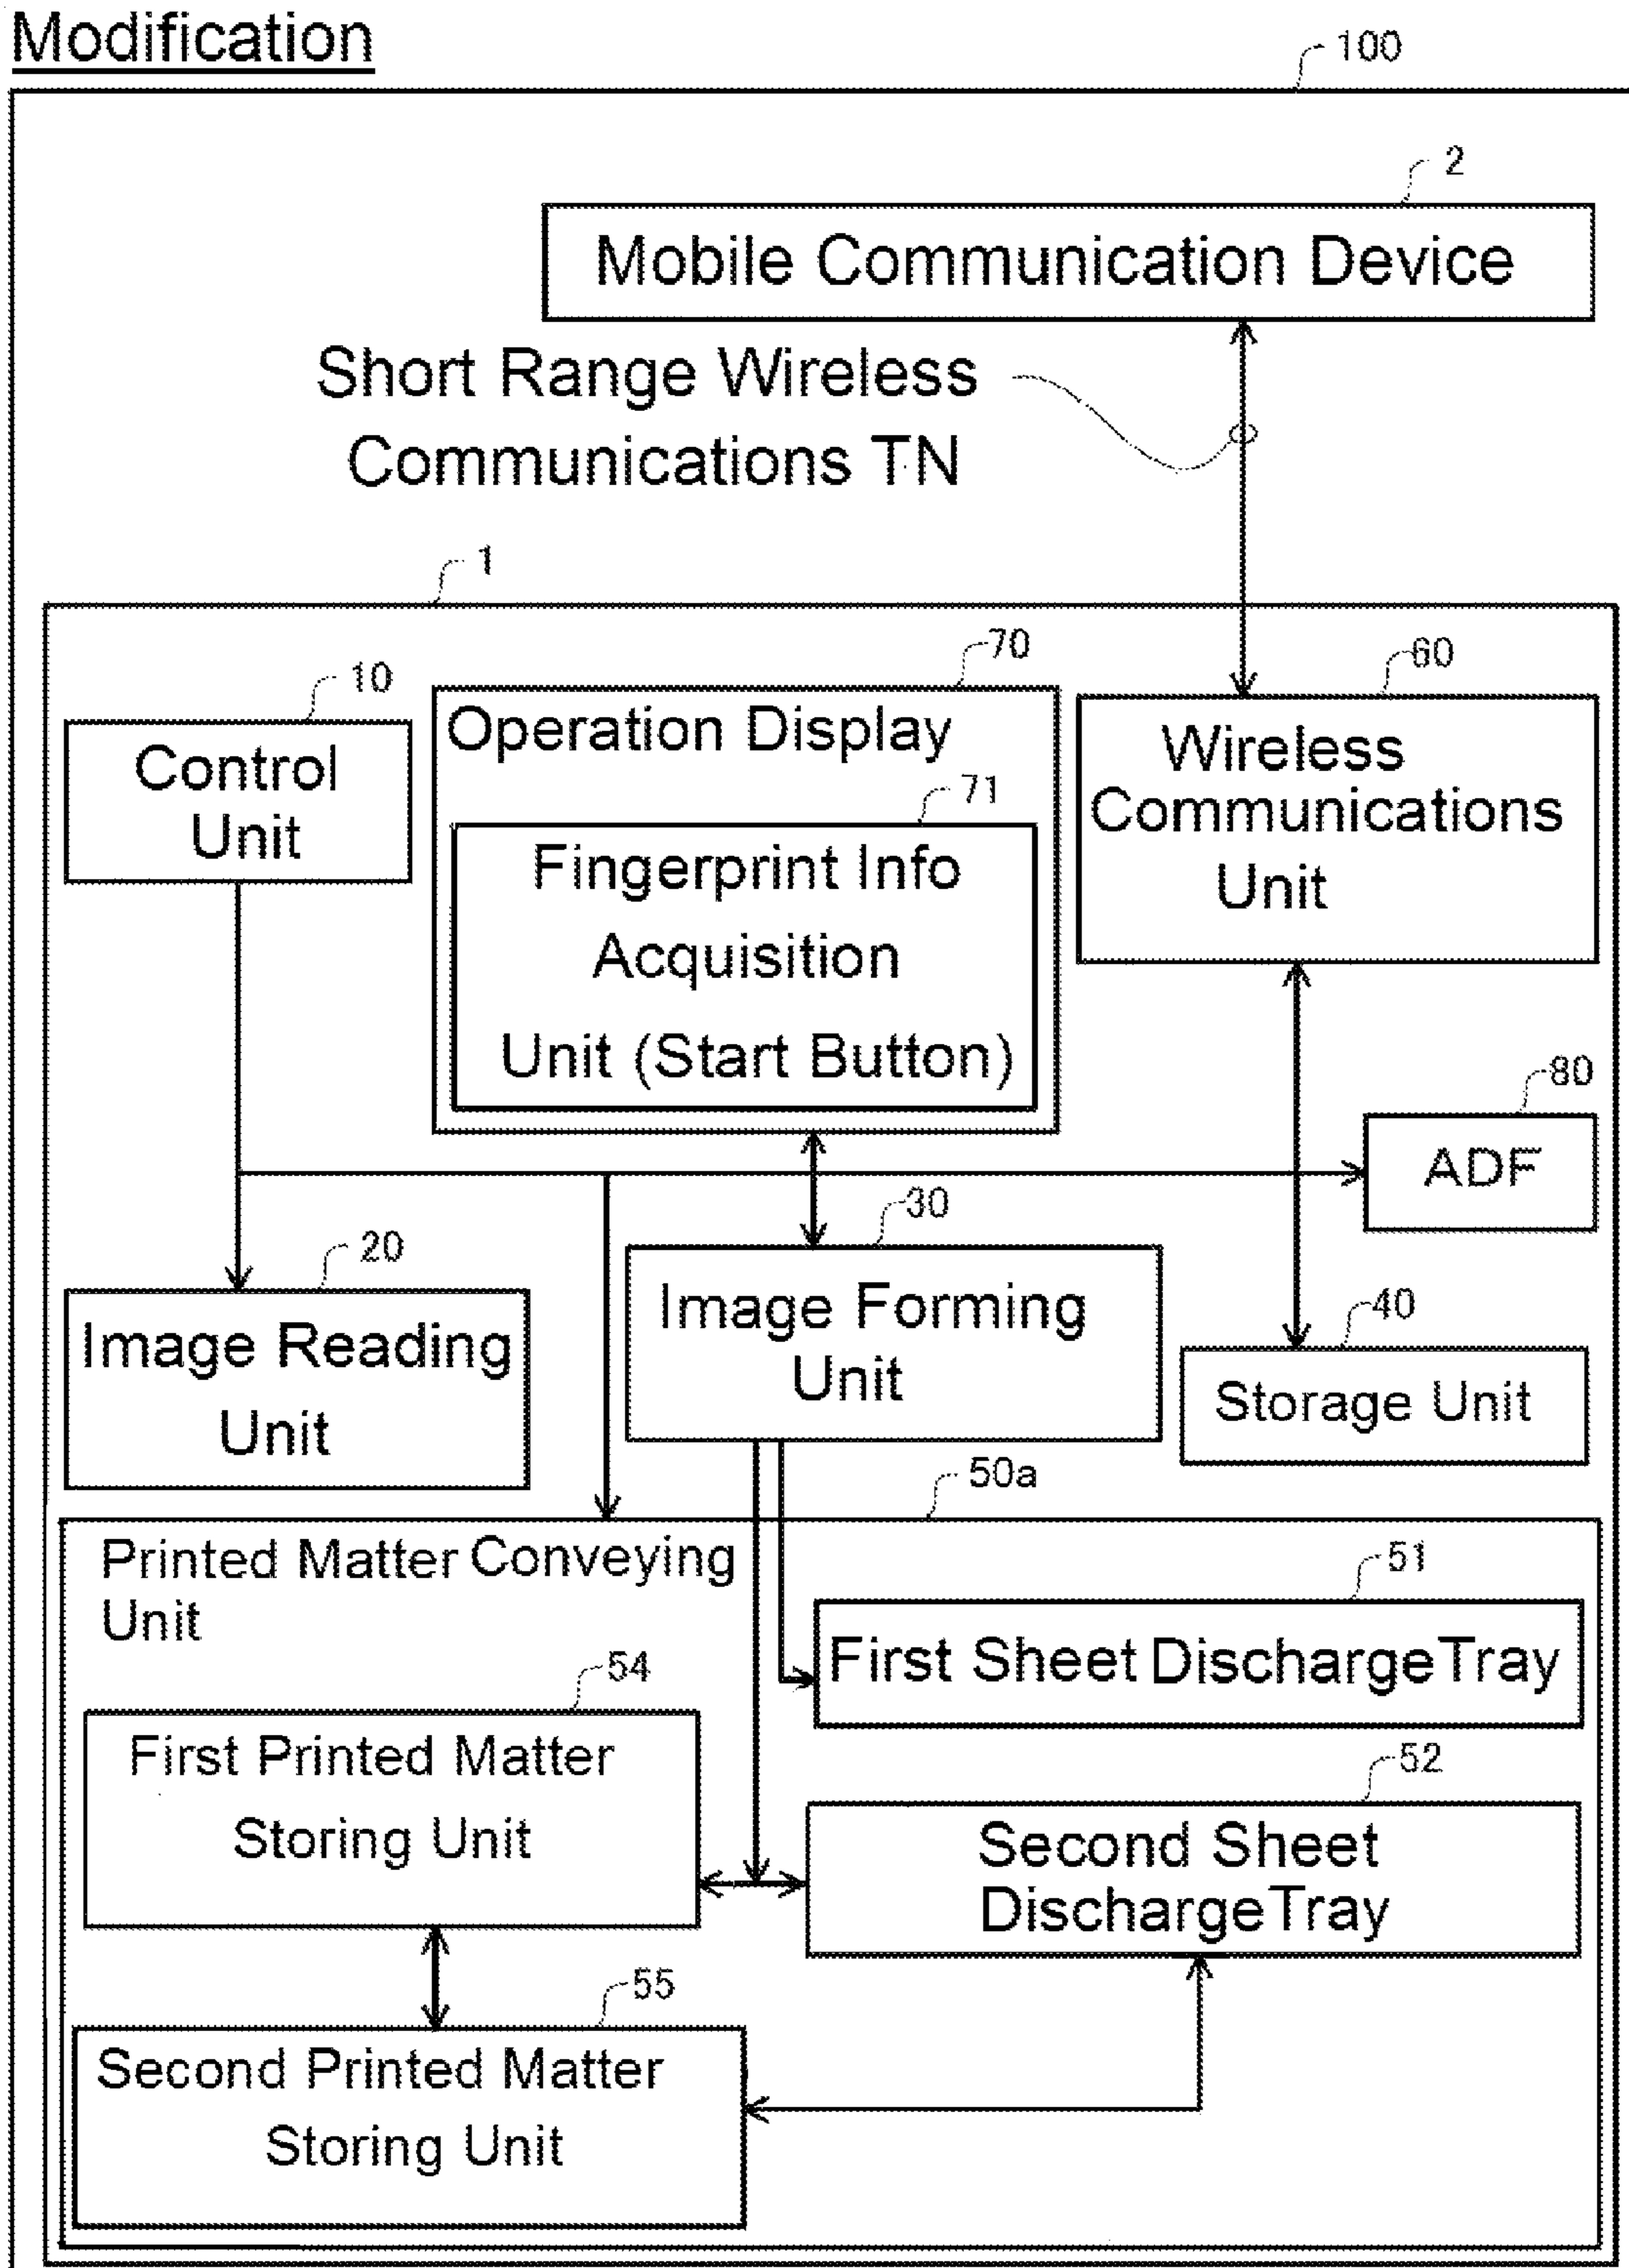 Modification
100
2
Mobile Communication Device
Short Range Wireless
Communications TN
1
70
60
10
Operation Display
Control
Unit
Wireless
Communications
Unit
71
Fingerprint Info
Acquisition
Unit (Start Button)
80
ADF
30
20
Image Forming
Unit
40
Image Reading
Unit
Storage Unit
50a
Printed Matter Conveying
Unit
51
First Sheet Discharge Tray
54
First Printed Matter
Storing Unit
52
Second Sheet
Discharge Tray
55
Second Printed Matter
Storing Unit